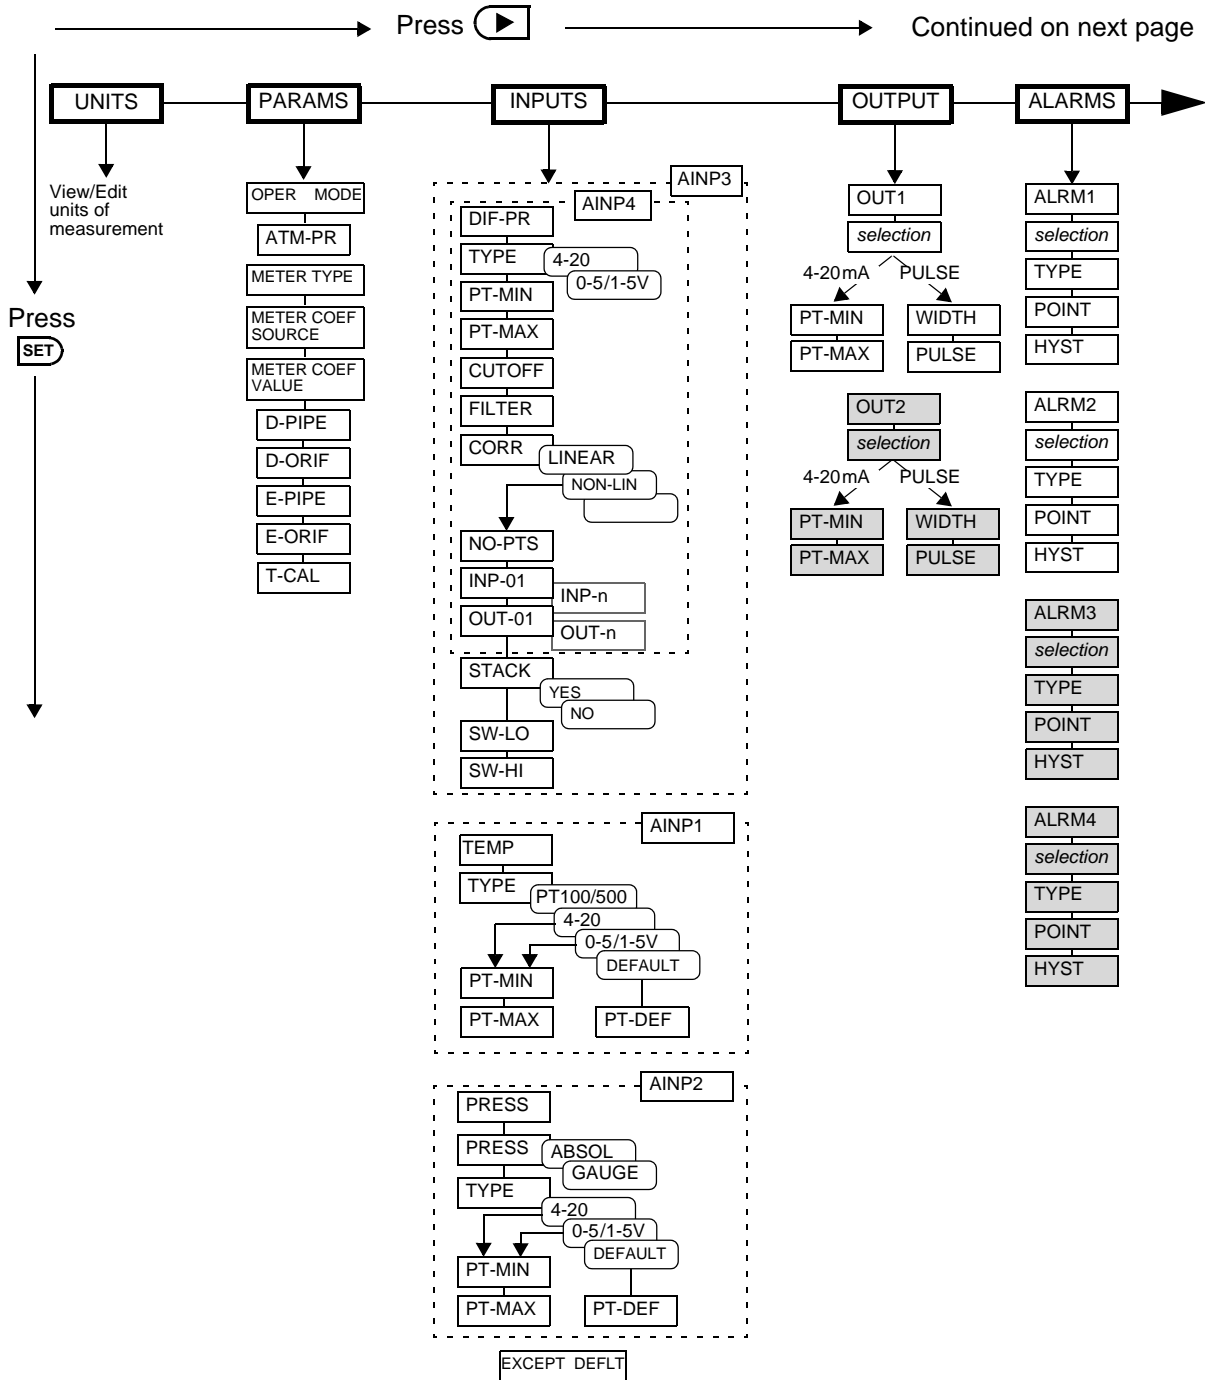 Press
Continued on next page
UNITS
PARAMS
INPUTS
OUTPUT
ALARMS
View/Edit
units of
measurement
Press
SET
OPER MODE
ATM-PR
METER TYPE
METER COEF
SOURCE
METER COEF
VALUE
D-PIPE
D-ORIF
E-PIPE
E-ORIF
T-CAL
AINP3
AINP4
DIF-PR
TYPE
4-20
0-5/1-5V
PT-MIN
PT-MAX
CUTOFF
FILTER
CORR
LINEAR
NON-LIN
NO-PTS
INP-01
INP-n
OUT-01
OUT-n
STACK
YES
NO
SW-LO
SW-HI
AINP1
TEMP
TYPE
PT100/500
4-20
0-5/1-5V
DEFAULT
PT-MIN
PT-MAX
PT-DEF
AINP2
PRESS
PRESS
ABSOL
GAUGE
TYPE
4-20
0-5/1-5V
DEFAULT
PT-MIN
PT-MAX
PT-DEF
EXCEPT DEFLT
OUT1
selection
4-20mA
PULSE
PT-MIN
WIDTH
PT-MAX
PULSE
OUT2
selection
4-20mA
PULSE
PT-MIN
WIDTH
PT-MAX
PULSE
ALRM1
selection
TYPE
POINT
HYST
ALRM2
selection
TYPE
POINT
HYST
ALRM3
selection
TYPE
POINT
HYST
ALRM4
selection
TYPE
POINT
HYST